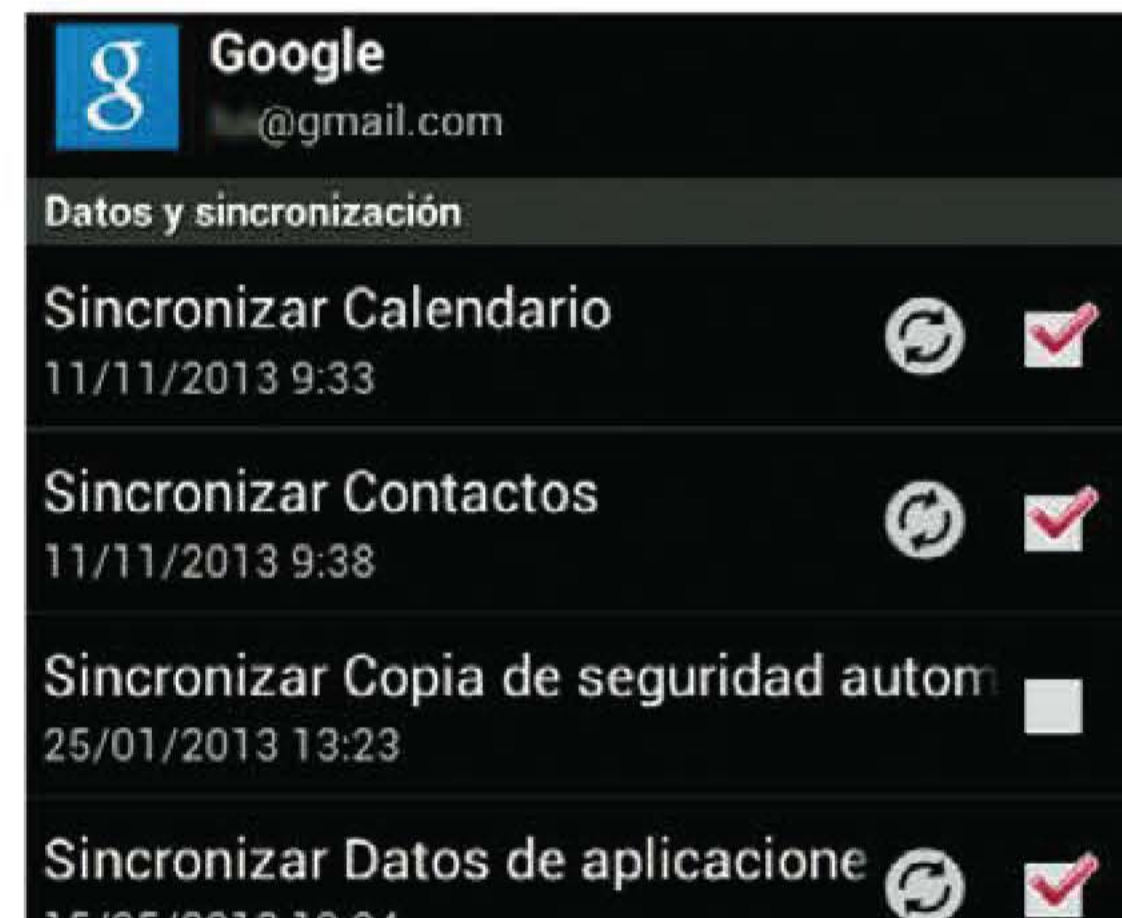 g
Google
@gmail.com
Datos y sincronización
Sincronizar Calendario
11/11/2013 9:33
Sincronizar Contactos
11/11/2013 9:38
Sincronizar Copia de seguridad autom
25/01/2013 13:23
Sincronizar Datos de aplicacione